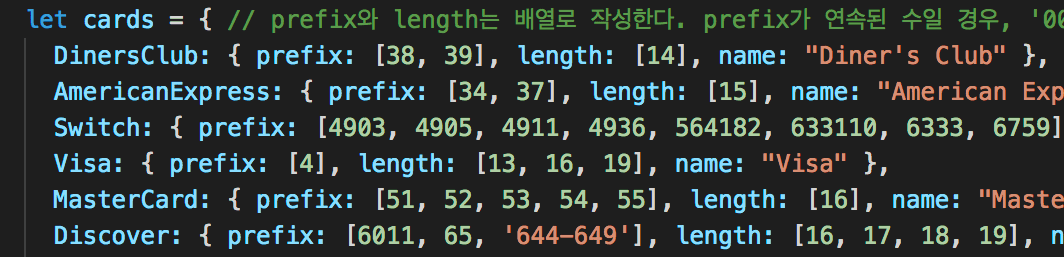 let cards = { // prefix와 length는 배열로 작성한다. prefix가 연속된 수일 경우,
DinersClub: { prefix: [38, 39], length: [14], name: "Diner's Club" },
AmericanExpress: { prefix: [34, 37], length: [15], name: "American
Switch: { prefix: [4903, 4905, 4911, 4936, 564182, 633110, 6333, 6759]
Visa: { prefix: [4], length: [13, 16, 19], name: "Visa" },
MasterCard: { prefix: [51, 52, 53, 54, 55], length: [16], name:
Discover: { prefix: [6011, 65, '644-649'], length: [16, 17, 18, 19],